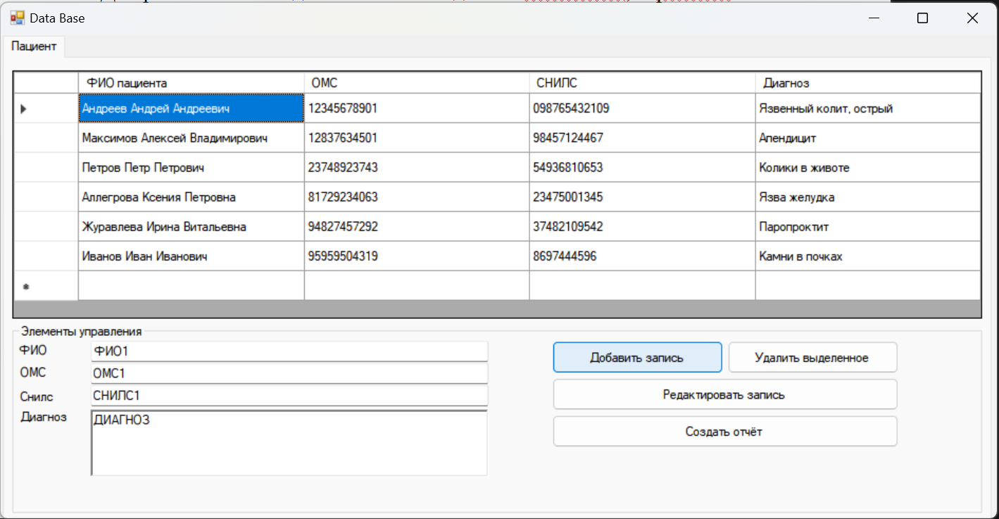 Data Base
Пациент
ФИО пациента ОМС СНИЛС Диагноз
Андреев Андрей Андреевич 12345678901 098765432109 Язвенный колит, острый
Максимов Алексей Владимирович 12837634501 98457124467 Апендицит
Петров Петр Петрович 23748923743 54936810653 Колики в животе
Аллегрова Ксения Петровна 81729234063 23475001345 Язва желудка
Журавлева Ирина Витальевна 94827457292 37482109542 Паропроктит
Иванов Иван Иванович 95959504319 8697444596 Камни в почках
Элементы управления
ФИО ФИО1 Добавить запись Удалить выделенное
ОМС ОМС1
Снилс СНИЛС1 Редактировать запись
Диагноз ДИАГНОЗ Создать отчёт